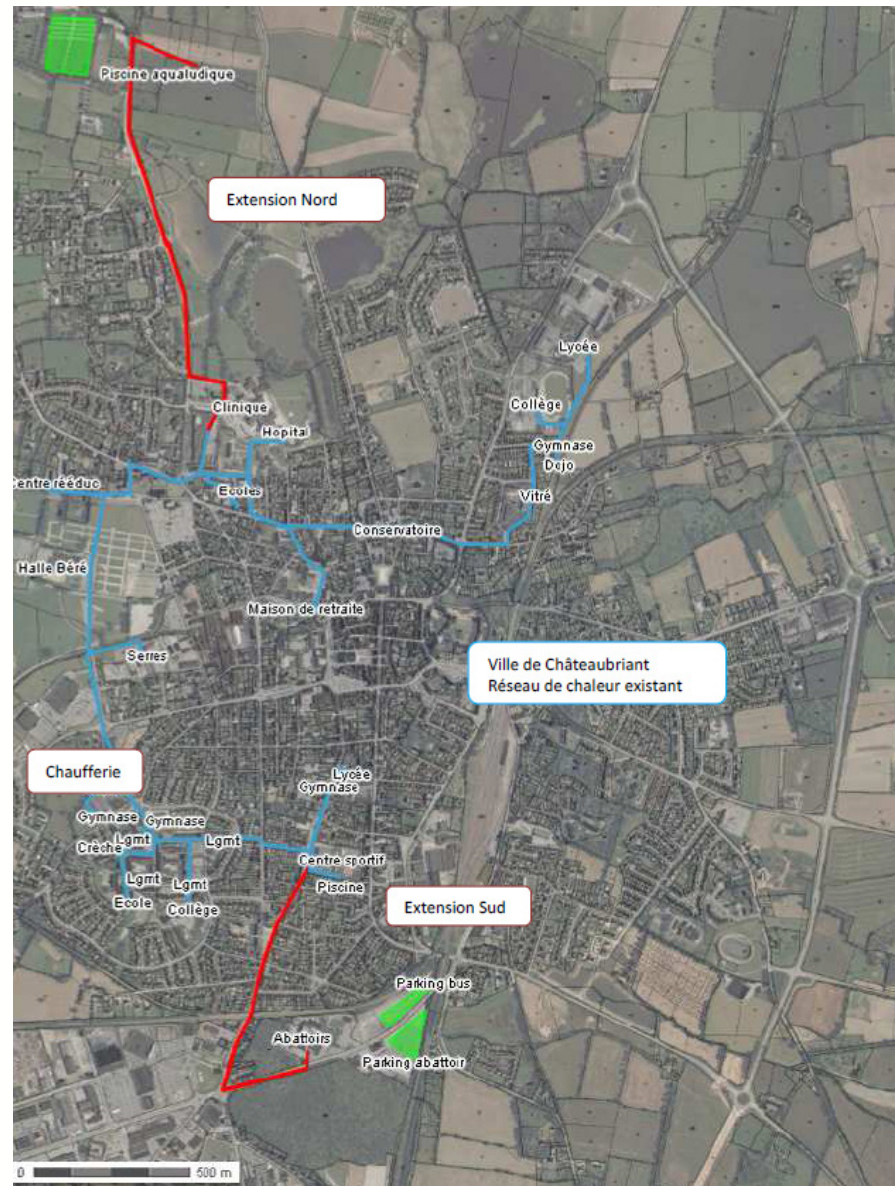 Piscine aqualudique
Extension Nord
Lycée
Clinique
Collège
Hopital
Gymnase
Dojo
Centre rééduc
Ecoles
Vitré
Conservatoire
Halle Béré
Maison de retraite
Serres
Ville de Châteaubriant
Réseau de chaleur existant
Chaufferie
Lycée
Gymnase
Gymnase
Gymnase
Crèche
Lgmt
Lgmt
Centre sportif
Lgmt
Lgmt
Piscine
Ecole
Collège
Extension Sud
Parking bus
Abattoirs
Parking abattoir
0 500 m